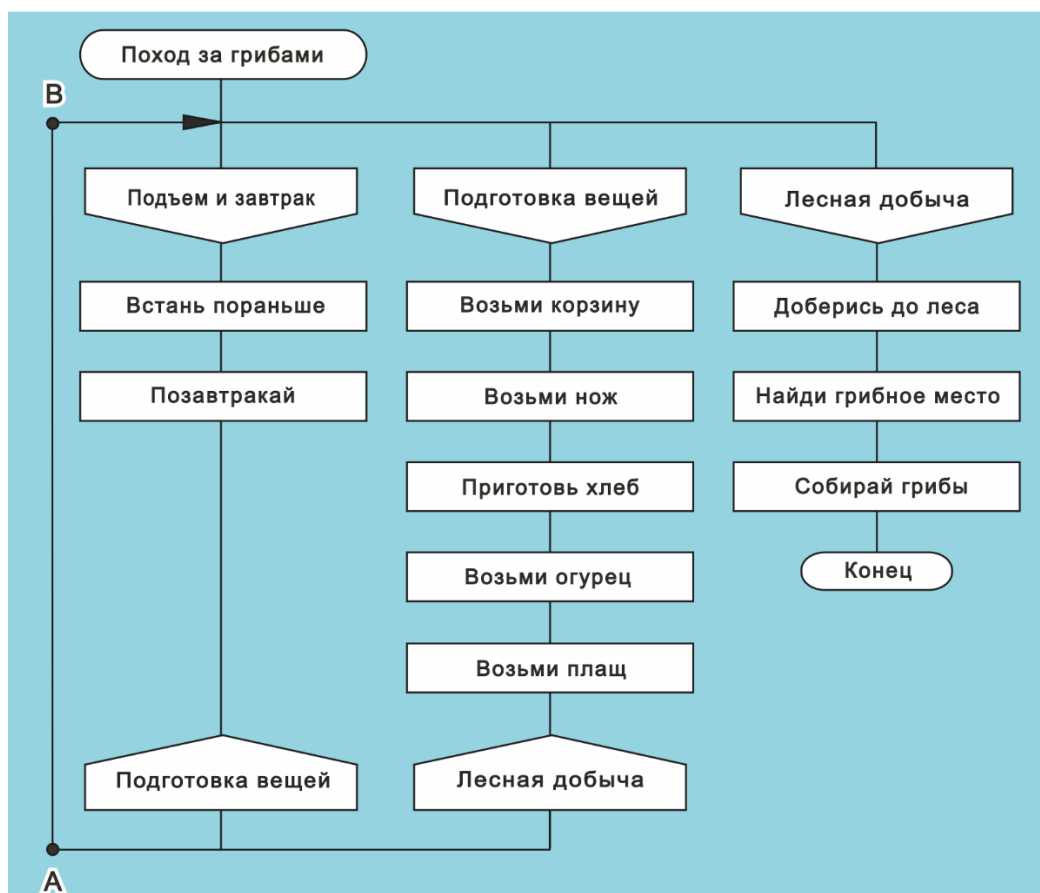 Поход за грибами
В
Подъем и завтрак
Встань пораньше
Позавтракай
Подготовка вещей
Подготовка вещей
Возьми корзину
Возьми нож
Приготовь хлеб
Возьми огурец
Возьми плащ
Лесная добыча
Лесная добыча
Доберись до леса
Найди грибное место
Собирай грибы
Конец
А